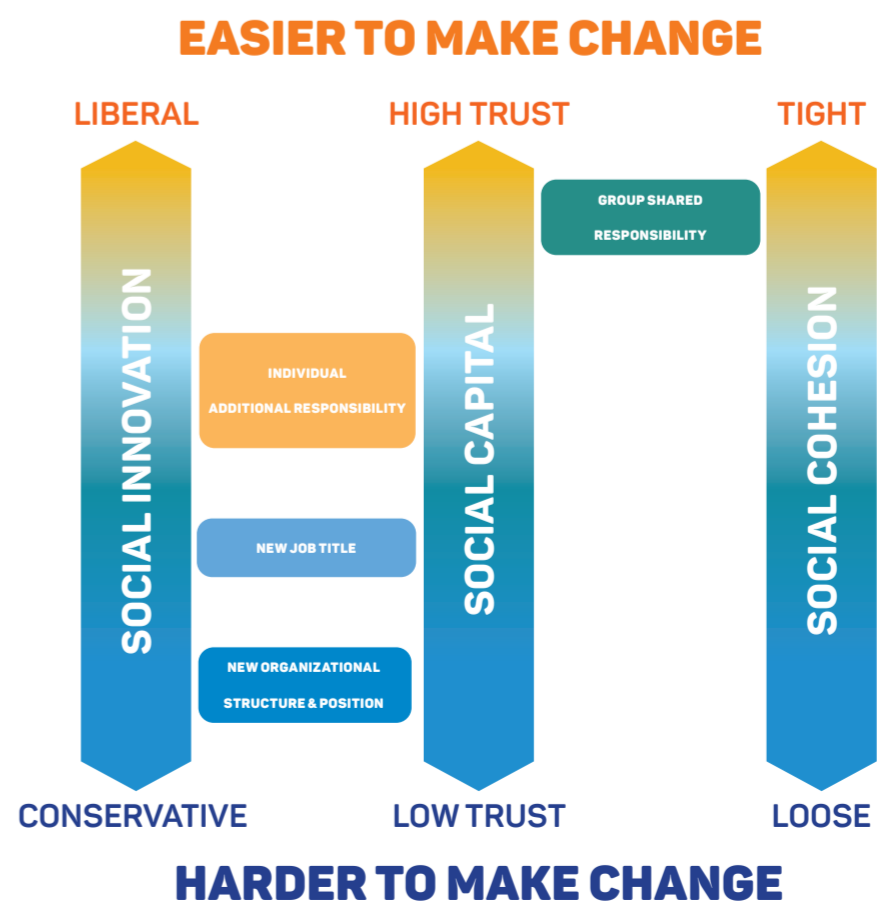 EASIER TO MAKE CHANGE
LIBERAL
HIGH TRUST
TIGHT
GROUP SHARED
RESPONSIBILITY
SOCIAL INNOVATION
SOCIAL CAPITAL
SOCIAL COHESION
INDIVIDUAL
ADDITIONAL RESPONSIBILITY
NEW JOB TITLE
NEW ORGANIZATIONAL
STRUCTURE & POSITION
CONSERVATIVE
LOW TRUST
LOOSE
HARDER TO MAKE CHANGE